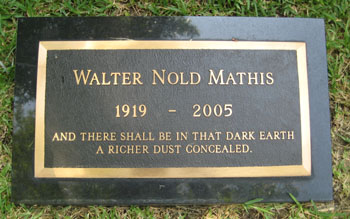 WALTER NOLD MATHIS
1919 - 2005
AND THERE SHALL BE IN THAT DARK EARTH
A RICHER DUST CONCEALED.